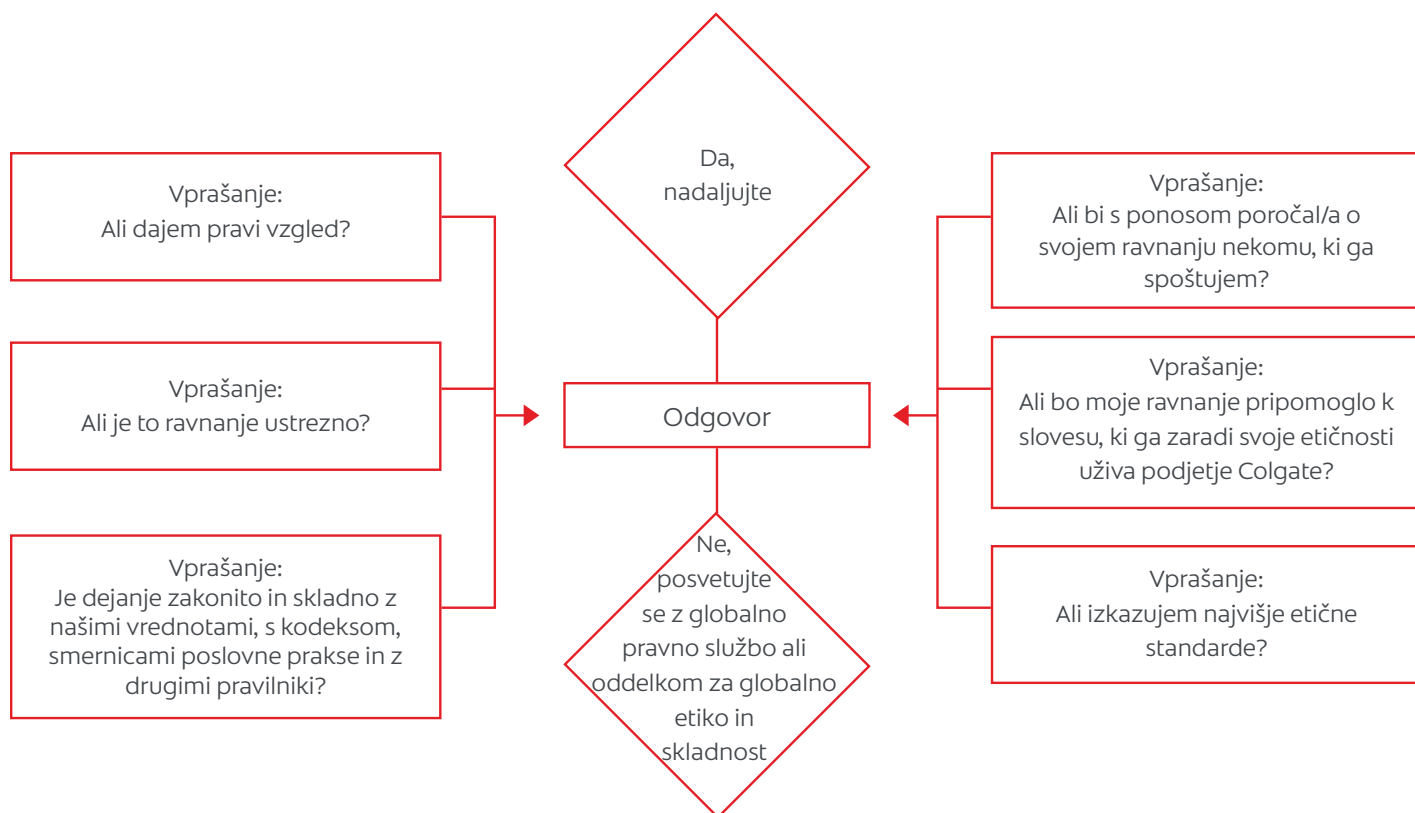 Vprašanje:
Ali dajem pravi vzgled?
Vprašanje:
Ali je to ravnanje ustrezno?
Vprašanje:
Je dejanje zakonito in skladno z
našimi vrednotami, s kodeksom,
smernicami poslovne prakse in z
drugimi pravilniki?
Da,
nadaljujte
Odgovor
Ne,
posvetujte
se z globalno
pravno službo ali
oddelkom za globalno
etiko in
skladnost
Vprašanje:
Ali bi s ponosom poročal/a o
svojem ravnanju nekomu, ki ga
spoštujem?
Vprašanje:
Ali bo moje ravnanje pripomoglo k
slovesu, ki ga zaradi svoje etičnosti
uživa podjetje Colgate?
Vprašanje:
Ali izkazujem najvišje etične
standarde?